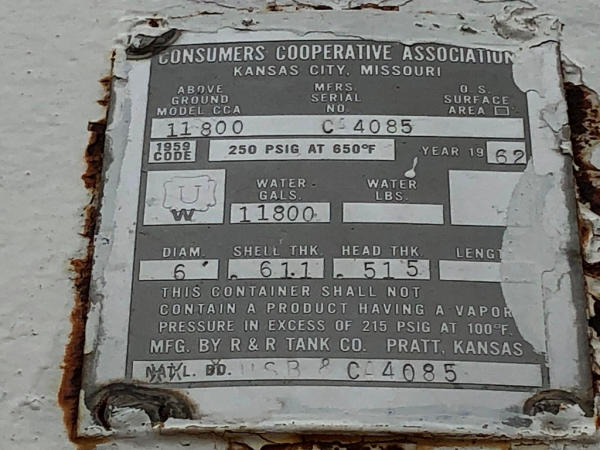 CONSUMERS COOPERATIVE ASSOCIATION
KANSAS CITY, MISSOURI
ABOVE GROUND MODEL CCA
MFRS. SERIAL NO.
O.S. SURFACE AREA
11800 C 4085
1959 CODE
250 PSIG AT 650°F
YEAR 19 62
U
W
WATER GALS.
11800
WATER LBS.
DIAM. SHELL THK. HEAD THK.
6' .611 .515
THIS CONTAINER SHALL NOT
CONTAIN A PRODUCT HAVING A VAPOR
PRESSURE IN EXCESS OF 215 PSIG AT 100°F.
MFG. BY R & R TANK CO. PRATT, KANSAS
NAT'L. BD. C 4085